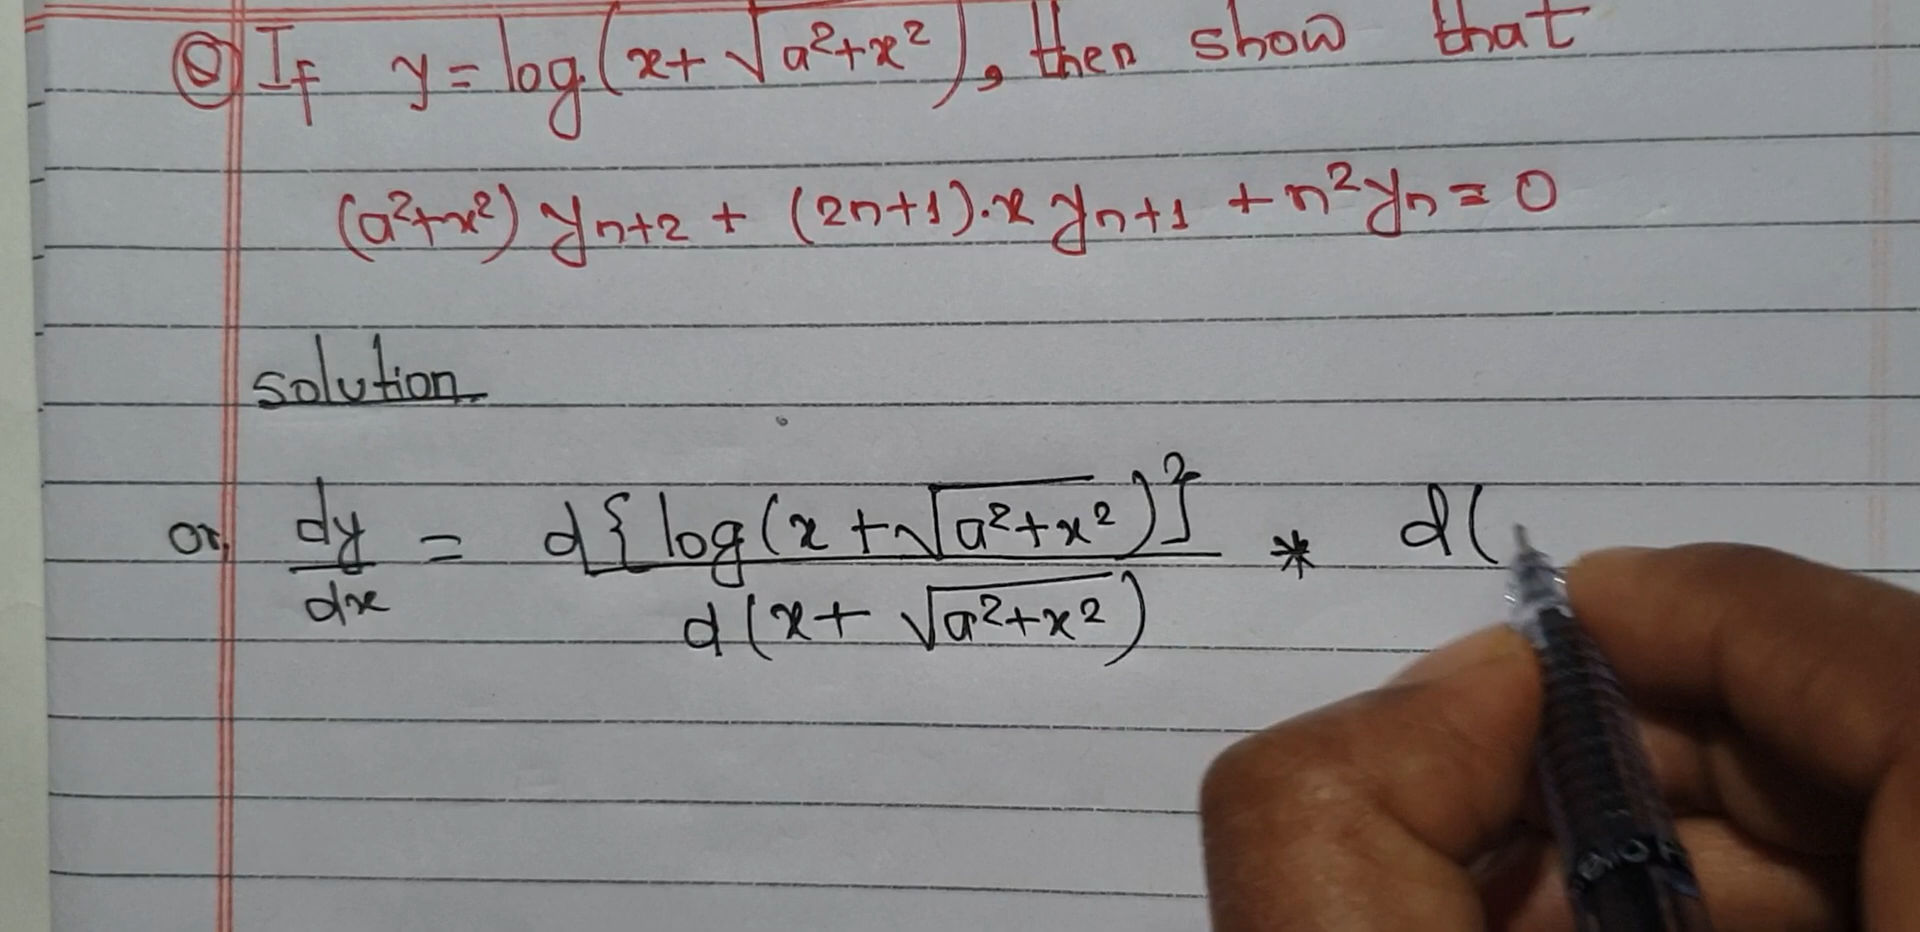 Q If y = log(x + √a²+x²), then show that
(a²+x²) yn+2 + (2n+1).x yn+1 + n²yn = 0
solution
or, dy/dx = d{log(x + √a²+x²)}/d(x + √a²+x²) * d(